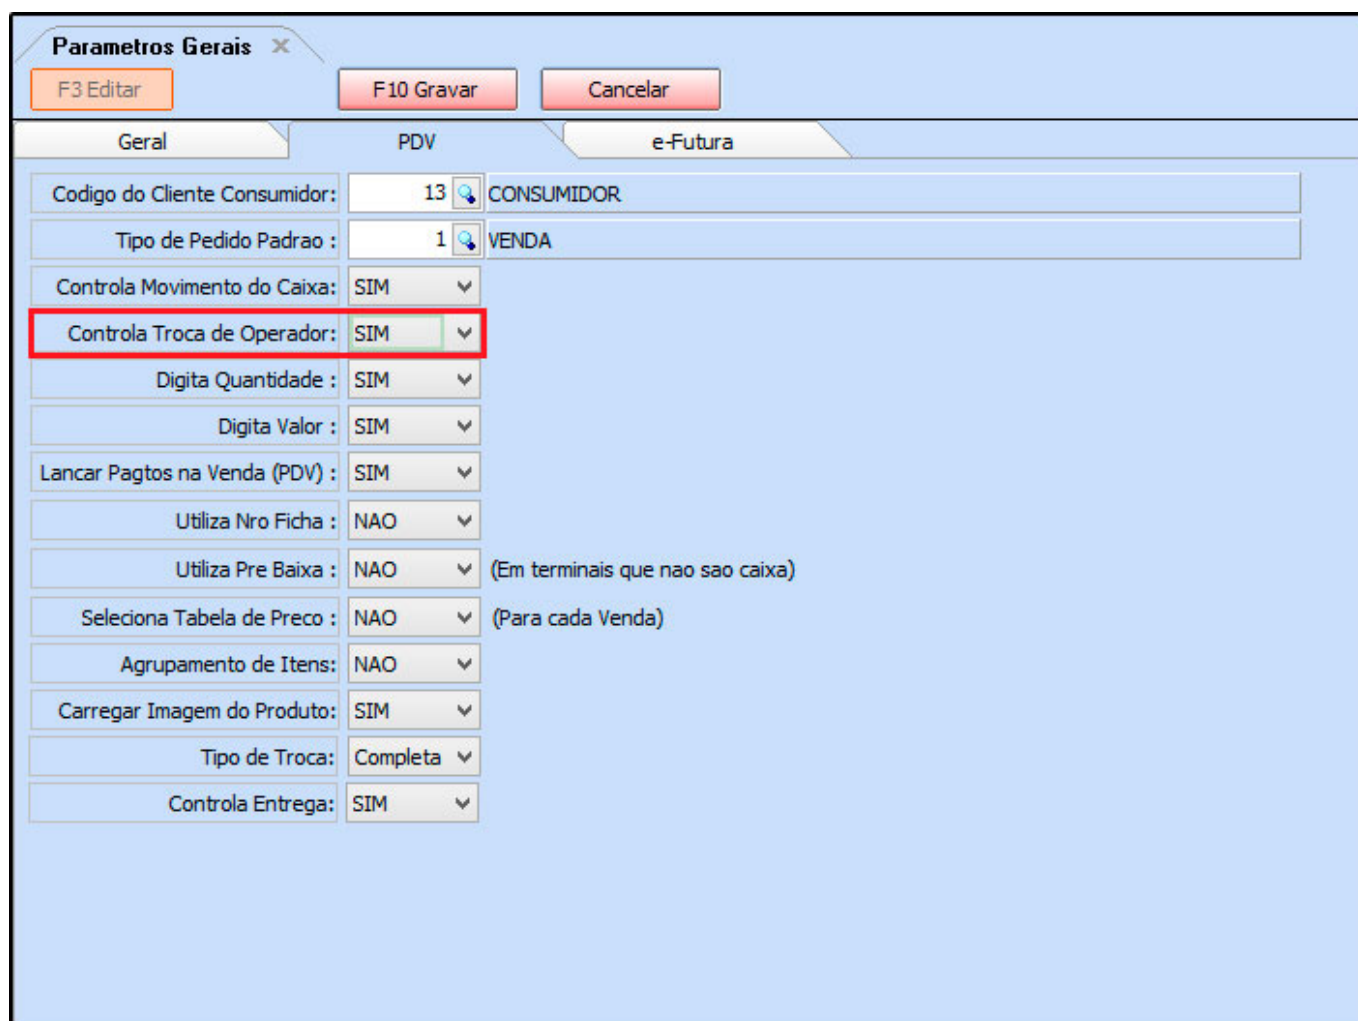 Parametros Gerais
F3 Editar F10 Gravar Cancelar
Geral PDV e-Futura
Codigo do Cliente Consumidor: 13 CONSUMIDOR
Tipo de Pedido Padrao : 1 VENDA
Controla Movimento do Caixa: SIM
Controla Troca de Operador: SIM
Digita Quantidade : SIM
Digita Valor : SIM
Lancar Pagtos na Venda (PDV) : SIM
Utiliza Nro Ficha : NAO
Utiliza Pre Baixa : NAO (Em terminais que nao sao caixa)
Seleciona Tabela de Preco : NAO (Para cada Venda)
Agrupamento de Itens: NAO
Carregar Imagem do Produto: SIM
Tipo de Troca: Completa
Controla Entrega: SIM